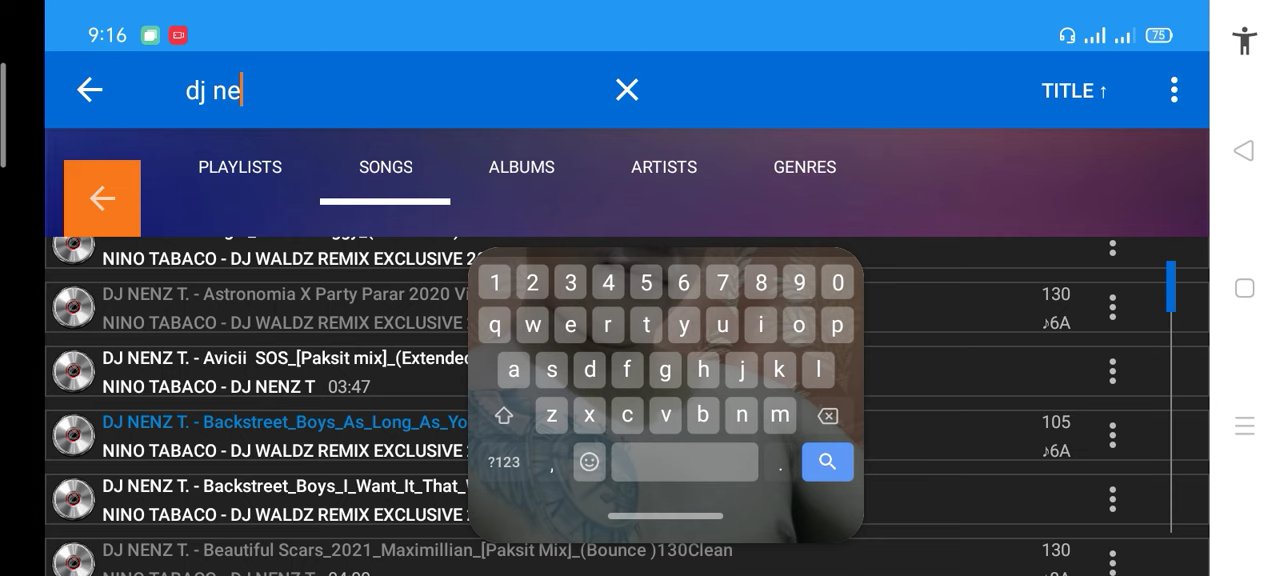 9:16
75
dj ne
TITLE ↑
PLAYLISTS SONGS ALBUMS ARTISTS GENRES
NINO TABACO - DJ WALDZ REMIX EXCLUSIVE
DJ NENZ T. - Astronomia X Party Parar 2020 Vi
130
NINO TABACO - DJ WALDZ REMIX EXCLUSIVE
♪6A
DJ NENZ T. - Avicii SOS_[Paksit mix]_(Extended
NINO TABACO - DJ NENZ T 03:47
DJ NENZ T. - Backstreet_Boys_As_Long_As_Yo
105
NINO TABACO - DJ WALDZ REMIX EXCLUSIVE
♪6A
DJ NENZ T. - Backstreet_Boys_I_Want_It_That_
NINO TABACO - DJ WALDZ REMIX EXCLUSIVE
DJ NENZ T. - Beautiful Scars_2021_Maximillian_[Paksit Mix]_(Bounce )130Clean
130
1 2 3 4 5 6 7 8 9 0
q w e r t y u i o p
a s d f g h j k l
z x c v b n m
?123 , .